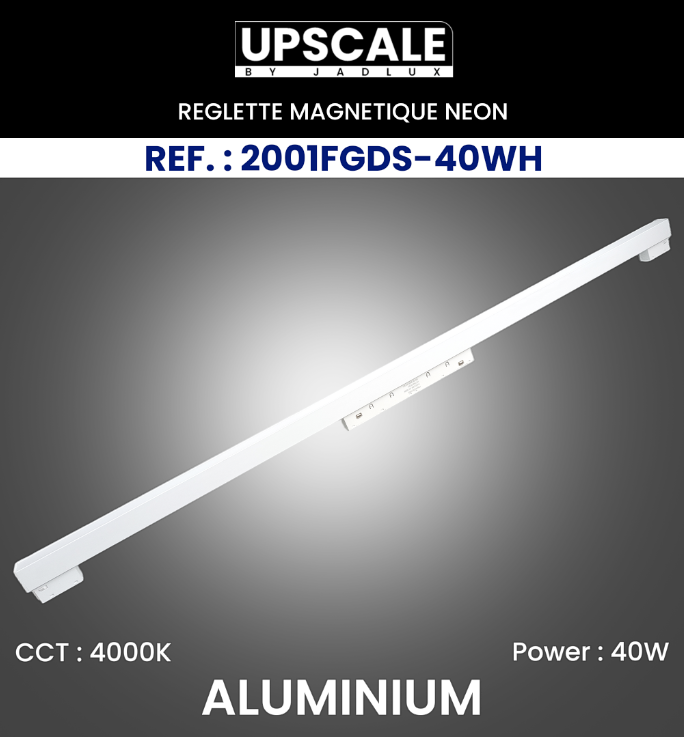 UPSCALE
BY JADLUX
REGLETTE MAGNETIQUE NEON
REF. : 2001FGDS-40WH
CCT : 4000K
Power : 40W
ALUMINIUM